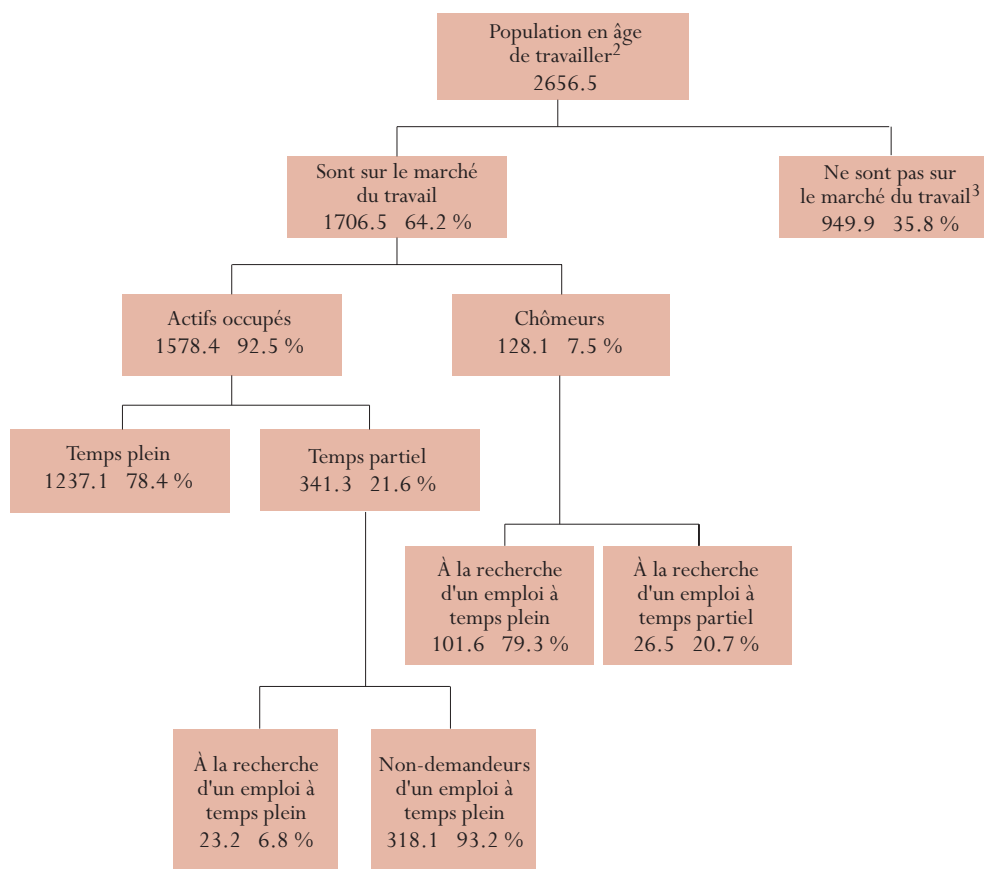 Population en âge
de travailler²
2656.5
Sont sur le marché
du travail
1706.5 64.2 %
Ne sont pas sur
le marché du travail³
949.9 35.8 %
Actifs occupés
1578.4 92.5 %
Chômeurs
128.1 7.5 %
Temps plein
1237.1 78.4 %
Temps partiel
341.3 21.6 %
À la recherche
d'un emploi à
temps plein
101.6 79.3 %
À la recherche
d'un emploi à
temps partiel
26.5 20.7 %
À la recherche
d'un emploi à
temps plein
23.2 6.8 %
Non-demandeurs
d'un emploi à
temps plein
318.1 93.2 %